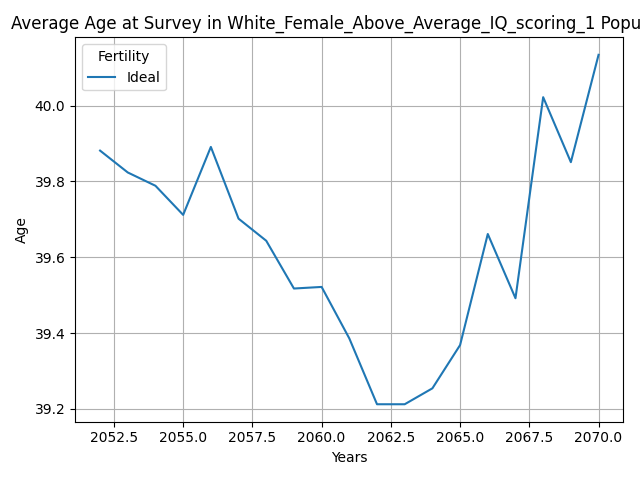 Average Age at Survey in White_Female_Above_Average_IQ_scoring_1 Popu
Fertility
Ideal
Age
40.0
39.8
39.6
39.4
39.2
2052.5 2055.0 2057.5 2060.0 2062.5 2065.0 2067.5 2070.0
Years